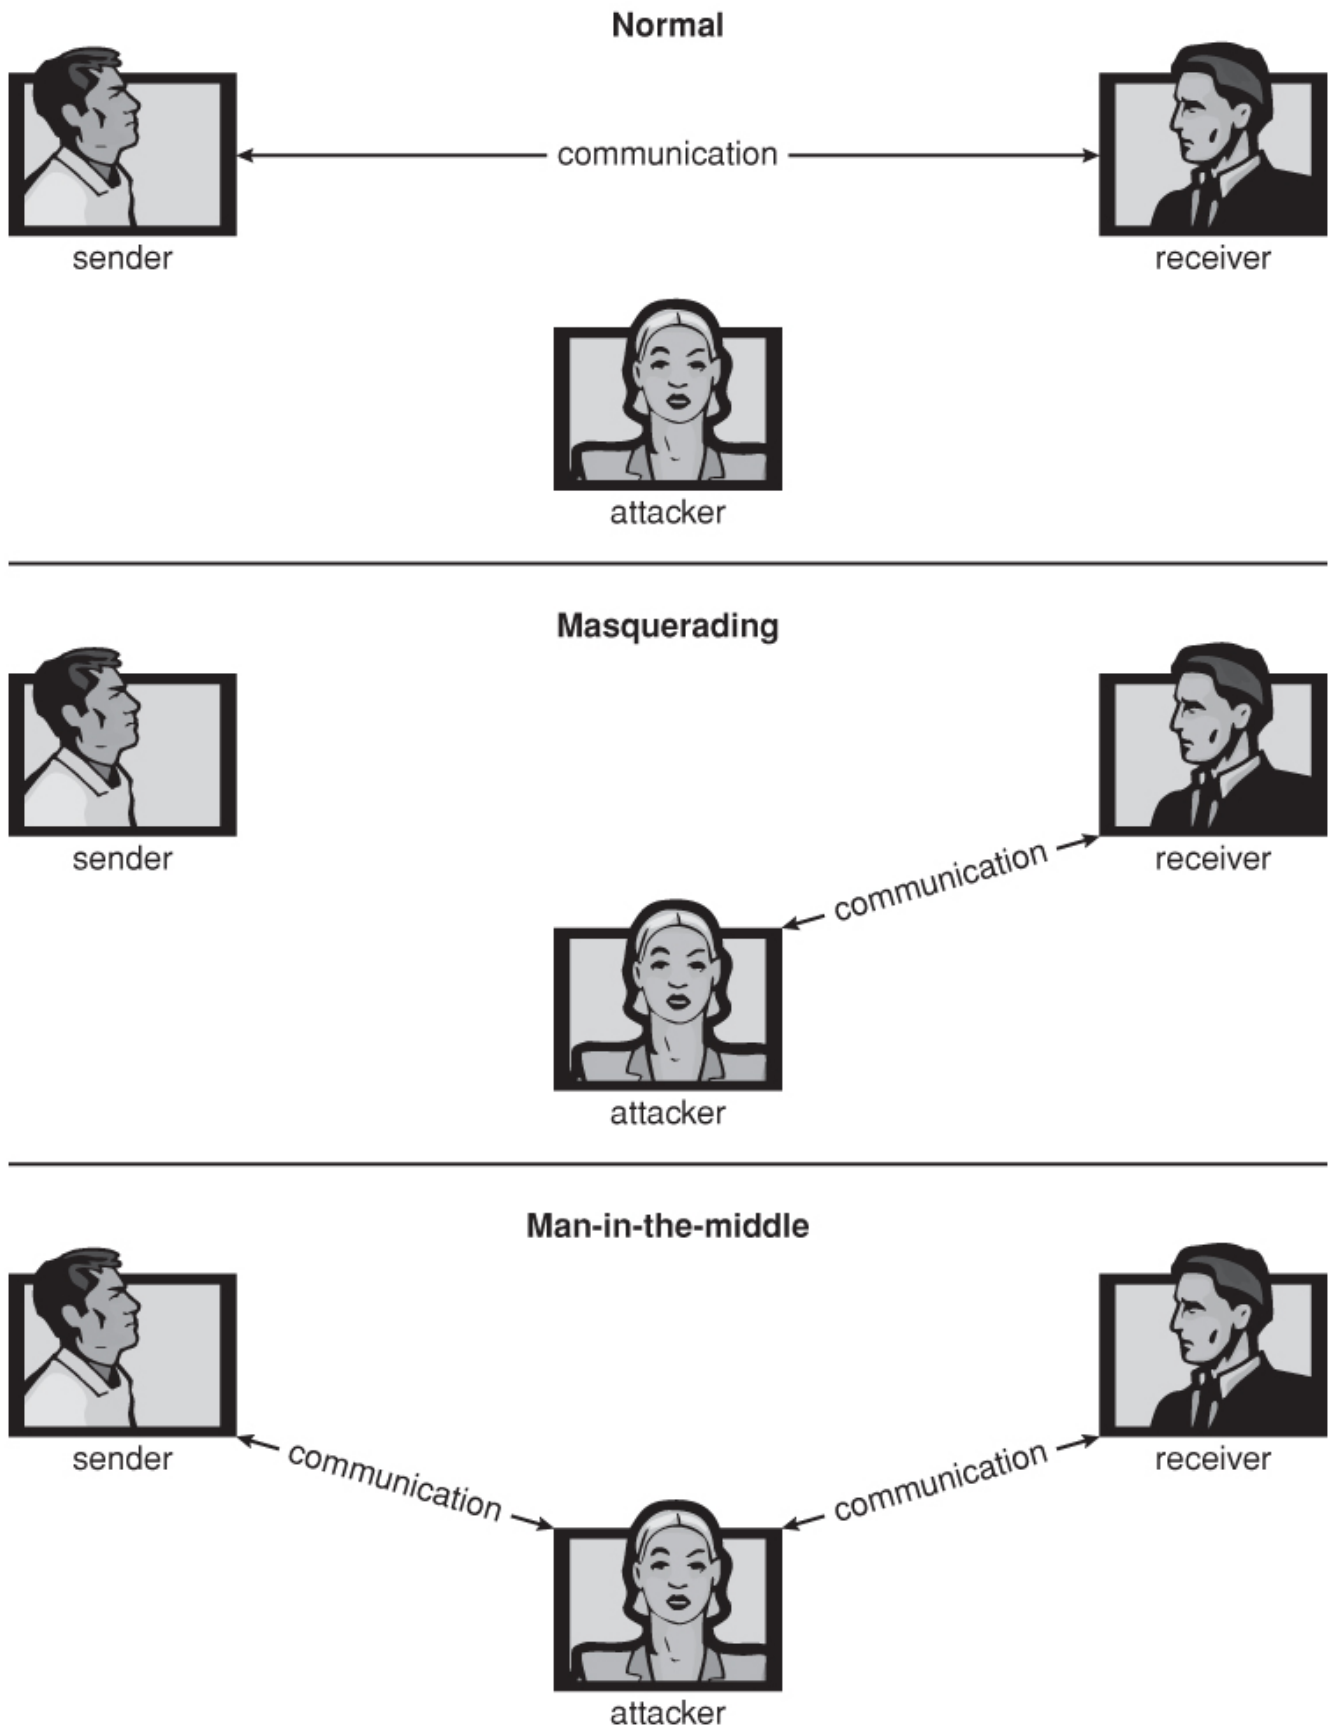 Normal
communication
sender
receiver
attacker
Masquerading
sender
receiver
communication
attacker
Man-in-the-middle
sender
receiver
communication
communication
attacker